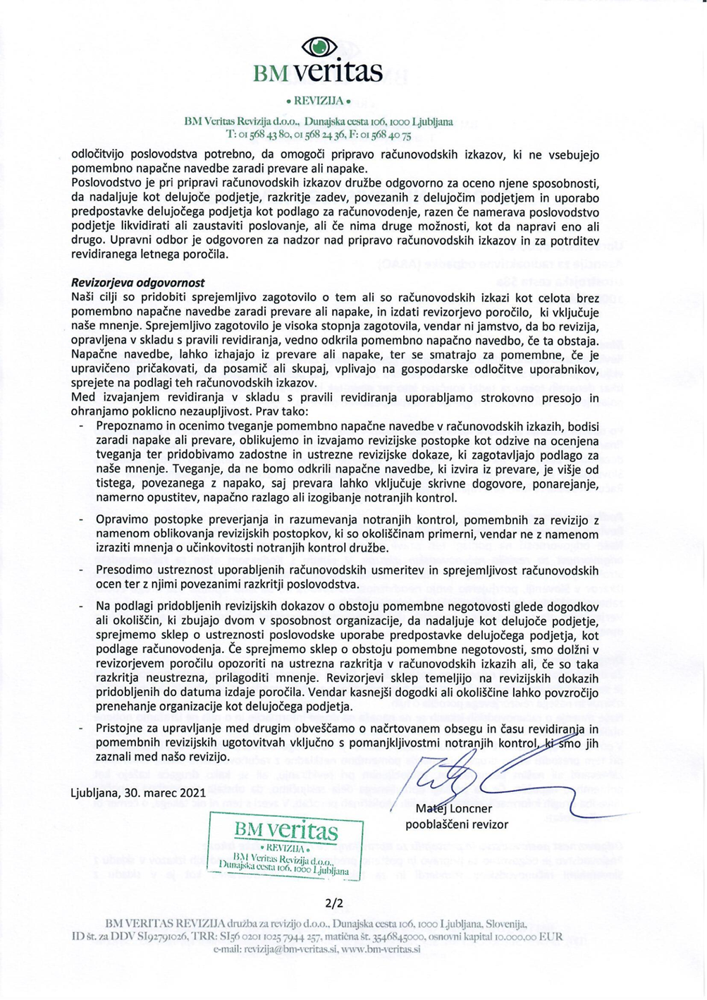 BM veritas
• REVIZIJA •
BM Veritas Revizija d.o.o., Dunajska cesta 106, 1000 Ljubljana
T: 01 568 43 80, 01 568 24 36, F: 01 568 40 75
odločitvijo poslovodstva potrebno, da omogoči pripravo računovodskih izkazov, ki ne vsebujejo
pomembno napačne navedbe zaradi prevare ali napake.
Poslovodstvo je pri pripravi računovodskih izkazov družbe odgovorno za oceno njene sposobnosti,
da nadaljuje kot delujoče podjetje, razkritje zadev, povezanih z delujočim podjetjem in uporabo
predpostavke delujočega podjetja kot podlago za računovodenje, razen če namerava poslovodstvo
podjetje likvidirati ali zaustaviti poslovanje, ali če nima druge možnosti, kot da napravi eno ali
drugo. Upravni odbor je odgovoren za nadzor nad pripravo računovodskih izkazov in za potrditev
revidiranega letnega poročila.
Revizorjeva odgovornost
Naši cilji so pridobiti sprejemljivo zagotovilo o tem ali so računovodskih izkazi kot celota brez
pomembno napačne navedbe zaradi prevare ali napake, in izdati revizorjevo poročilo, ki vključuje
naše mnenje. Sprejemljivo zagotovilo je visoka stopnja zagotovila, vendar ni jamstvo, da bo revizija,
opravljena v skladu s pravili revidiranja, vedno odkrila pomembno napačno navedbo, če ta obstaja.
Napačne navedbe, lahko izhajajo iz prevare ali napake, ter se smatrajo za pomembne, če je
upravičeno pričakovati, da posamič ali skupaj, vplivajo na gospodarske odločitve uporabnikov,
sprejete na podlagi teh računovodskih izkazov.
Med izvajanjem revidiranja v skladu s pravili revidiranja uporabljamo strokovno presojo in
ohranjamo poklicno nezaupljivost. Prav tako:
- Prepoznamo in ocenimo tveganje pomembno napačne navedbe v računovodskih izkazih, bodisi
zaradi napake ali prevare, oblikujemo in izvajamo revizijske postopke kot odzive na ocenjena
tveganja ter pridobivamo zadostne in ustrezne revizijske dokaze, ki zagotavljajo podlago za
naše mnenje. Tveganje, da ne bomo odkrili napačne navedbe, ki izvira iz prevare, je višje od
tistega, povezanega z napako, saj prevara lahko vključuje skrivne dogovore, ponarejanje,
namerno opustitev, napačno razlago ali izogibanje notranjih kontrol.
- Opravimo postopke preverjanja in razumevanja notranjih kontrol, pomembnih za revizijo z
namenom oblikovanja revizijskih postopkov, ki so okoliščinam primerni, vendar ne z namenom
izraziti mnenja o učinkovitosti notranjih kontrol družbe.
- Presodimo ustreznost uporabljenih računovodskih usmeritev in sprejemljivost računovodskih
ocen ter z njimi povezanimi razkritji poslovodstva.
- Na podlagi pridobljenih revizijskih dokazov o obstoju pomembne negotovosti glede dogodkov
ali okoliščin, ki zbujajo dvom v sposobnost organizacije, da nadaljuje kot delujoče podjetje,
sprejmemo sklep o ustreznosti poslovodske uporabe predpostavke delujočega podjetja, kot
podlage računovodenja. Če sprejmemo sklep o obstoju pomembne negotovosti, smo dolžni v
revizorjevem poročilu opozoriti na ustrezna razkritja v računovodskih izkazih ali, če so taka
razkritja neustrezna, prilagoditi mnenje. Revizorjevi sklep temeljijo na revizijskih dokazih
pridobljenih do datuma izdaje poročila. Vendar kasnejši dogodki ali okoliščine lahko povzročijo
prenehanje organizacije kot delujočega podjetja.
- Pristojne za upravljanje med drugim obveščamo o načrtovanem obsegu in času revidiranja in
pomembnih revizijskih ugotovitvah vključno s pomanjkljivostmi notranjih kontrol, ki smo jih
zaznali med našo revizijo.
Ljubljana, 30. marec 2021
Matej Loncner
pooblaščeni revizor
BM veritas
• REVIZIJA •
BM Veritas Revizija d.o.o.,
Dunajska cesta 106, 1000 Ljubljana
2/2
BM VERITAS REVIZIJA družba za revizijo d.o.o., Dunajska cesta 106, 1000 Ljubljana, Slovenija,
ID št. za DDV SI92791026, TRR: SI56 0201 1025 7944 257, matična št. 3546845000, osnovni kapital 10.000,00 EUR
e-mail: revizija@bm-veritas.si, www.bm-veritas.si